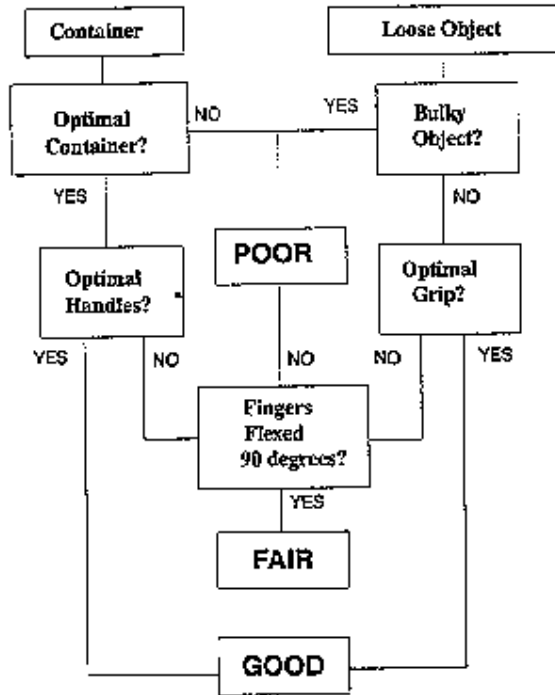 Container
Loose Object
Optimal
Container?
NO
YES
Bulky
Object?
YES
NO
Optimal
Handles?
POOR
Optimal
Grip?
YES
NO
NO
NO
YES
Fingers
Flexed
90 degrees?
YES
FAIR
GOOD